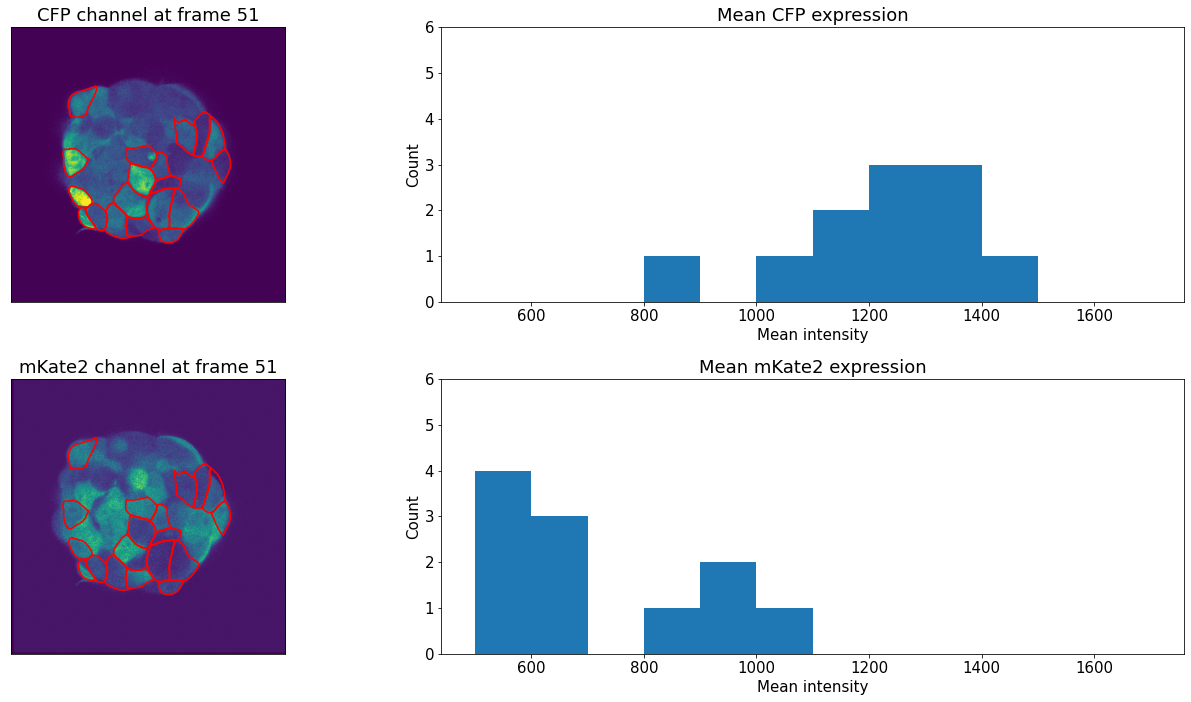 CFP channel at frame 51
Mean CFP expression
6
5
4
3
2
1
0
Count
600 800 1000 1200 1400 1600
Mean intensity
mKate2 channel at frame 51
Mean mKate2 expression
6
5
4
3
2
1
0
Count
600 800 1000 1200 1400 1600
Mean intensity